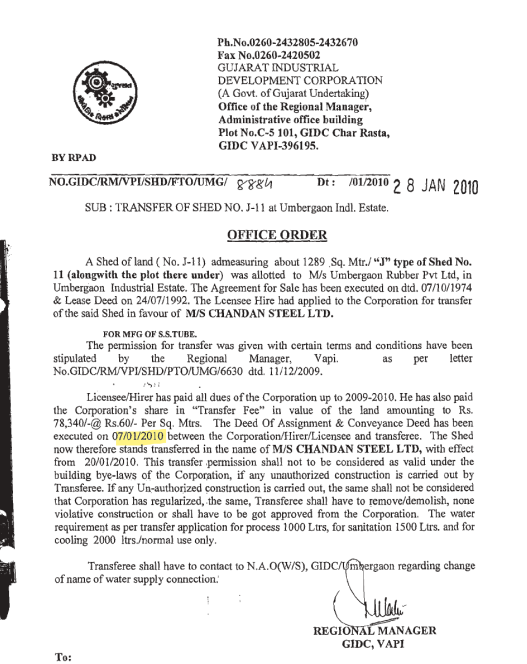 Ph.No.0260-2432805-2432670
Fax No.0260-2420502
GUJARAT INDUSTRIAL
DEVELOPMENT CORPORATION
(A Govt. of Gujarat Undertaking)
Office of the Regional Manager,
Administrative office building
Plot No.C-5 101, GIDC Char Rasta,
GIDC VAPI-396195.
BY RPAD
NO.GIDC/RM/VPI/SHD/FTO/UMG/ 8884 Dt : /01/2010 28 JAN 2010
SUB : TRANSFER OF SHED NO. J-11 at Umbergaon Indl. Estate.
OFFICE ORDER
A Shed of land ( No. J-11) admeasuring about 1289 Sq. Mtr./ “J” type of Shed No.
11 (alongwith the plot there under) was allotted to M/s Umbergaon Rubber Pvt Ltd, in
Umbergaon Industrial Estate. The Agreement for Sale has been executed on dtd. 07/10/1974
& Lease Deed on 24/07/1992. The Lcensee Hire had applied to the Corporation for transfer
of the said Shed in favour of M/S CHANDAN STEEL LTD.
FOR MFG OF S.S.TUBE.
The permission for transfer was given with certain terms and conditions have been
stipulated by the Regional Manager, Vapi. as per letter
No.GIDC/RM/VPI/SHD/PTO/UMG/6630 dtd. 11/12/2009.
Licensee/Hirer has paid all dues of the Corporation up to 2009-2010. He has also paid
the Corporation's share in “Transfer Fee” in value of the land amounting to Rs.
78,340/-@ Rs.60/- Per Sq. Mtrs. The Deed Of Assignment & Conveyance Deed has been
executed on 07/01/2010 between the Corporation/Hirer/Licensee and transferee. The Shed
now therefore stands transferred in the name of M/S CHANDAN STEEL LTD, with effect
from 20/01/2010. This transfer permission shall not to be considered as valid under the
building bye-laws of the Corporation, if any unauthorized construction is carried out by
Transferee. If any Un-authorized construction is carried out, the same shall not be considered
that Corporation has regularized, the same, Transferee shall have to remove/demolish, none
violative construction or shall have to be got approved from the Corporation. The water
requirement as per transfer application for process 1000 Ltrs, for sanitation 1500 Ltrs. and for
cooling 2000 ltrs./normal use only.
Transferee shall have to contact to N.A.O(W/S), GIDC/Umbergaon regarding change
of name of water supply connection.
REGIONAL MANAGER
GIDC, VAPI
To: